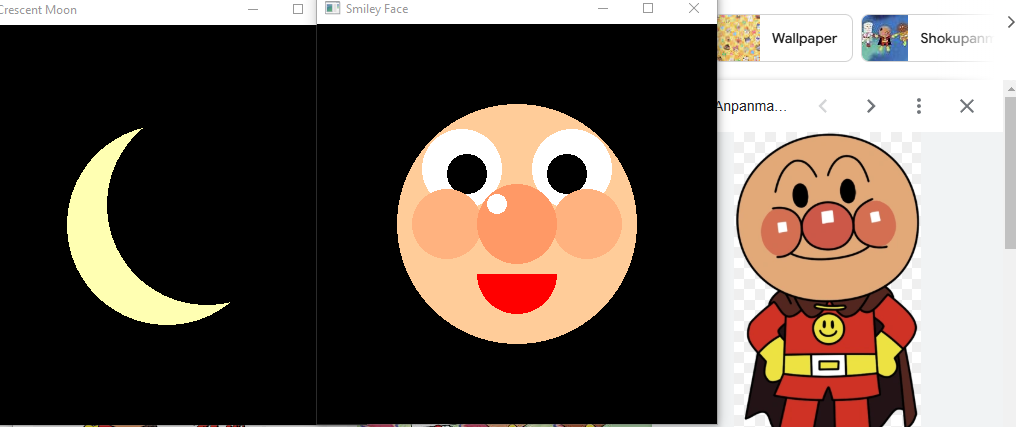 Crescent Moon
Smiley Face
Wallpaper
Shokupann
Anpanma...